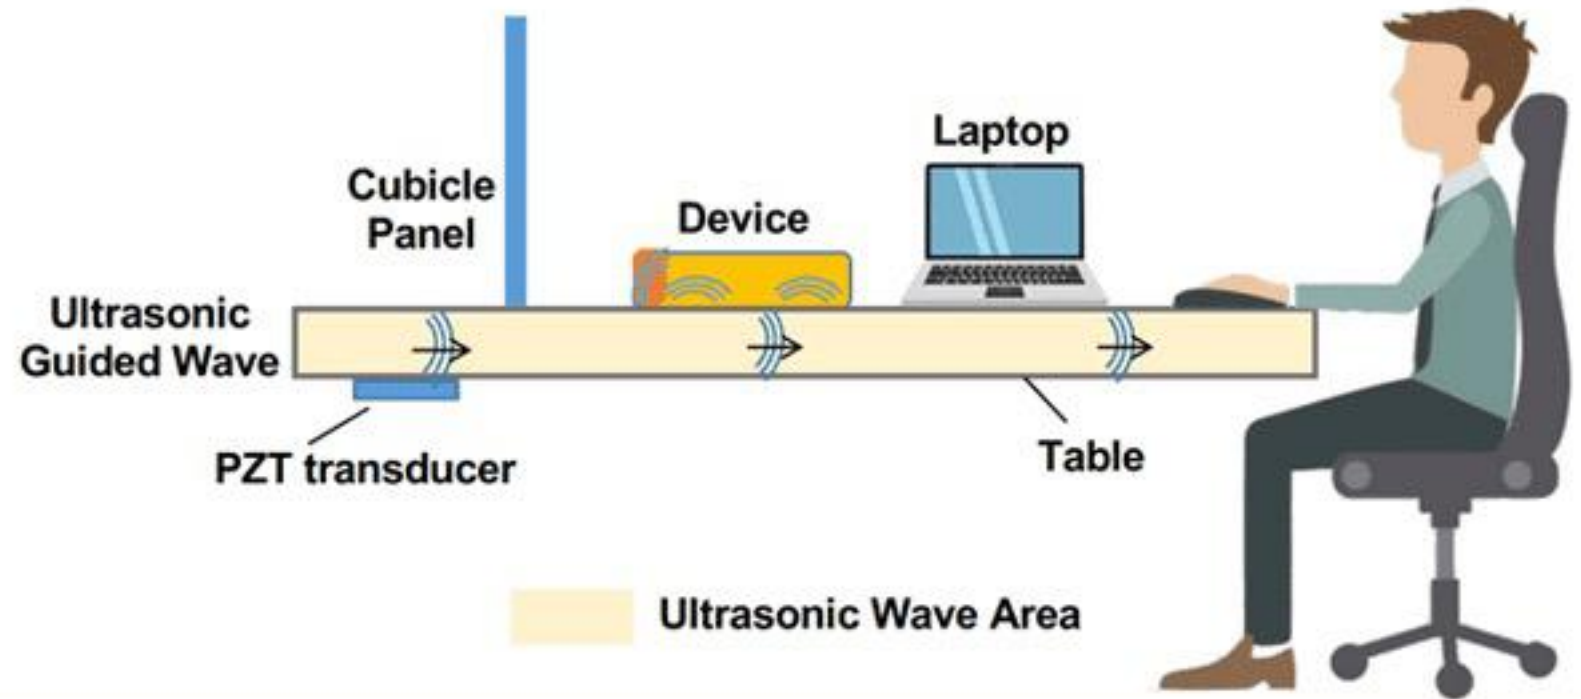 Laptop
Cubicle
Panel
Device
Ultrasonic
Guided Wave
PZT transducer
Table
Ultrasonic Wave Area